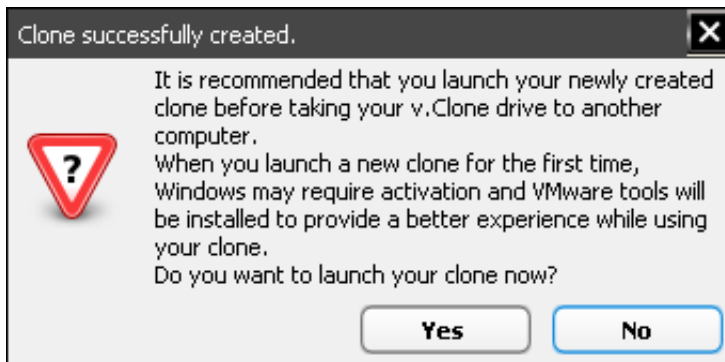 Clone successfully created.
It is recommended that you launch your newly created
clone before taking your v.Clone drive to another
computer.
When you launch a new clone for the first time,
Windows may require activation and VMware tools will
be installed to provide a better experience while using
your clone.
Do you want to launch your clone now?
?
Yes
No